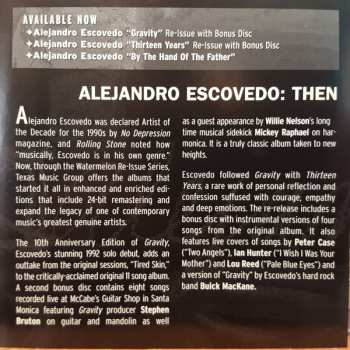 AVAILABLE NOW
+Alejandro Escovedo "Gravity" Re-Issue with Bonus Disc
+Alejandro Escovedo "Thirteen Years" Re-Issue with Bonus Disc
+Alejandro Escovedo "By The Hand Of The Father"
ALEJANDRO ESCOVEDO: THEN
Alejandro Escovedo was declared Artist of
the Decade for the 1990s by No Depression
magazine, and Rolling Stone noted how
"musically, Escovedo is in his own genre."
Now, through the Watermelon Re-Issue Series,
Texas Music Group offers the albums that
started it all in enhanced and enriched edi-
tions that include 24-bit remastering and
expand the legacy of one of contemporary
music's greatest genuine artists.
The 10th Anniversary Edition of Gravity,
Escovedo's stunning 1992 solo debut, adds an
outtake from the original sessions, "Tired Skin,"
to the critically-acclaimed original 9 song album.
A second bonus disc contains eight songs
recorded live at McCabe's Guitar Shop in Santa
Monica featuring Gravity producer Stephen
Bruton on guitar and mandolin as well
as a guest appearance by Willie Nelson's long
time musical sidekick Mickey Raphael on har-
monica. It is a truly classic album taken to new
heights.
Escovedo followed Gravity with Thirteen
Years, a rare work of personal reflection and
confession suffused with courage, empathy
and deep emotions. The re-release includes a
bonus disc with instrumental versions of four
songs from the original album. It also
features live covers of songs by Peter Case
("Two Angels"), Ian Hunter ("I Wish I Was Your
Mother") and Lou Reed ("Pale Blue Eyes") and
a version of "Gravity" by Escovedo's hard rock
band Buick MacKane.